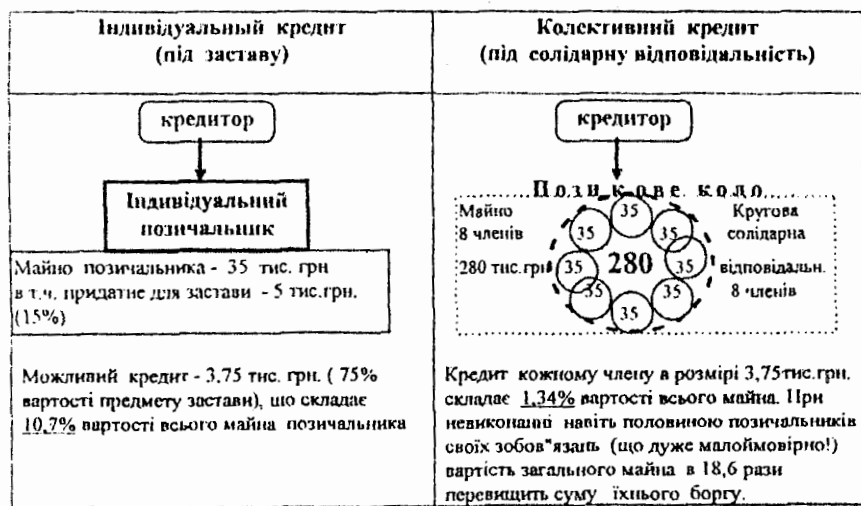 Індивідуальный кредит
(під заставу)
кредитор
Індивідуальний
позичальник
Майно позичальника - 35 тис. грн
в т.ч. придатне для застави - 5 тис.грн.
(15%)
Можливий кредит - 3.75 тис. грн. ( 75%
вартості предмету застави), що складає
10,7% вартості всього майна позичальника
Колективний кредит
(під солідарну відповідальність)
кредитор
Позикове коло
Майно
8 членів
280 тис.грн
35
35
35
35
35
35
35
35
280
Кругова
солідарна
відповідальн.
8 членів
Кредит кожному члену в розмірі 3,75тис.грн.
складає 1,34% вартості всього майна. При
невиконанні навіть половиною позичальників
своїх зобов"язань (що дуже малоймовірно!)
вартість загального майна в 18,6 рази
перевищить суму їхнього боргу.